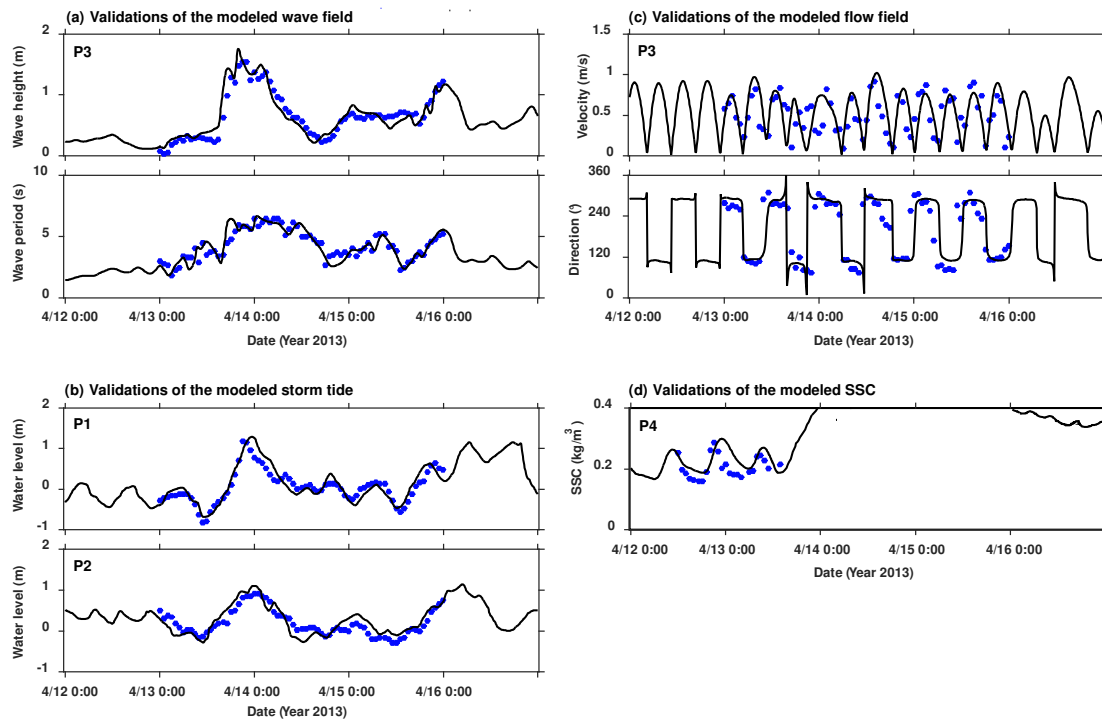 (a) Validations of the modeled wave field
P3
Wave height (m)
2
1
0
Wave period (s)
10
5
0
4/12 0:00 4/13 0:00 4/14 0:00 4/15 0:00 4/16 0:00
Date (Year 2013)
(b) Validations of the modeled storm tide
P1
Water level (m)
2
1
0
-1
P2
Water level (m)
2
1
0
-1
4/12 0:00 4/13 0:00 4/14 0:00 4/15 0:00 4/16 0:00
Date (Year 2013)
(c) Validations of the modeled flow field
P3
Velocity (m/s)
1.5
1
0.5
0
Direction (°)
360
240
120
0
4/12 0:00 4/13 0:00 4/14 0:00 4/15 0:00 4/16 0:00
Date (Year 2013)
(d) Validations of the modeled SSC
P4
SSC (kg/m³)
0.4
0.2
0
4/12 0:00 4/13 0:00 4/14 0:00 4/15 0:00 4/16 0:00
Date (Year 2013)